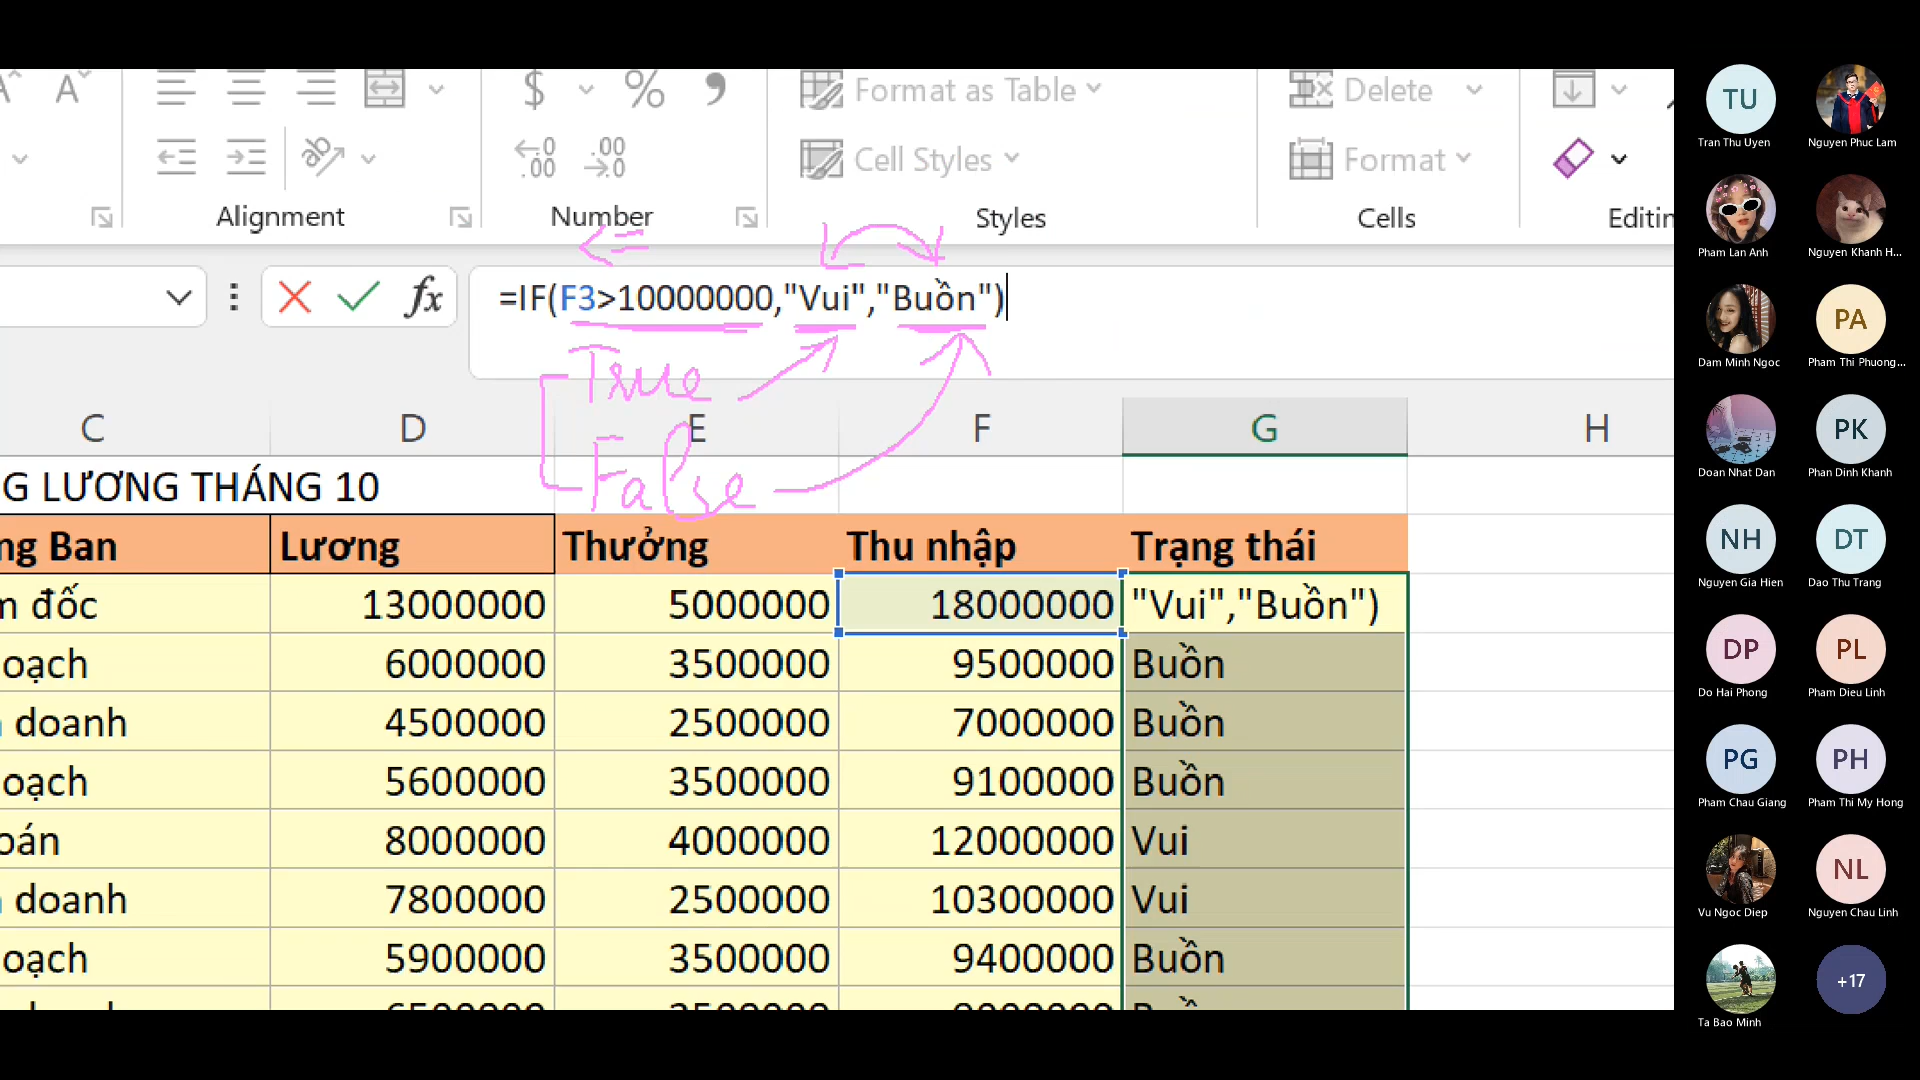 Format as Table
Delete
Cell Styles
Format
Alignment
Number
Styles
Cells
Editin
=IF(F3>10000000,"Vui","Buồn")
True
False
C D E F G H
G LƯƠNG THÁNG 10
ng Ban Lương Thưởng Thu nhập Trạng thái
m đốc 13000000 5000000 18000000 "Vui","Buồn")
oạch 6000000 3500000 9500000 Buồn
doanh 4500000 2500000 7000000 Buồn
oạch 5600000 3500000 9100000 Buồn
oán 8000000 4000000 12000000 Vui
doanh 7800000 2500000 10300000 Vui
oạch 5900000 3500000 9400000 Buồn
TU
Tran Thu Uyen
Nguyen Phuc Lam
Pham Lan Anh
Nguyen Khanh H...
PA
Dam Minh Ngoc
Pham Thi Phuong...
PK
Doan Nhat Dan
Phan Dinh Khanh
NH DT
Nguyen Gia Hien
Dao Thu Trang
DP PL
Do Hai Phong
Pham Dieu Linh
PG PH
Pham Chau Giang
Pham Thi My Hong
NL
Vu Ngoc Diep
Nguyen Chau Linh
+17
Ta Bao Minh